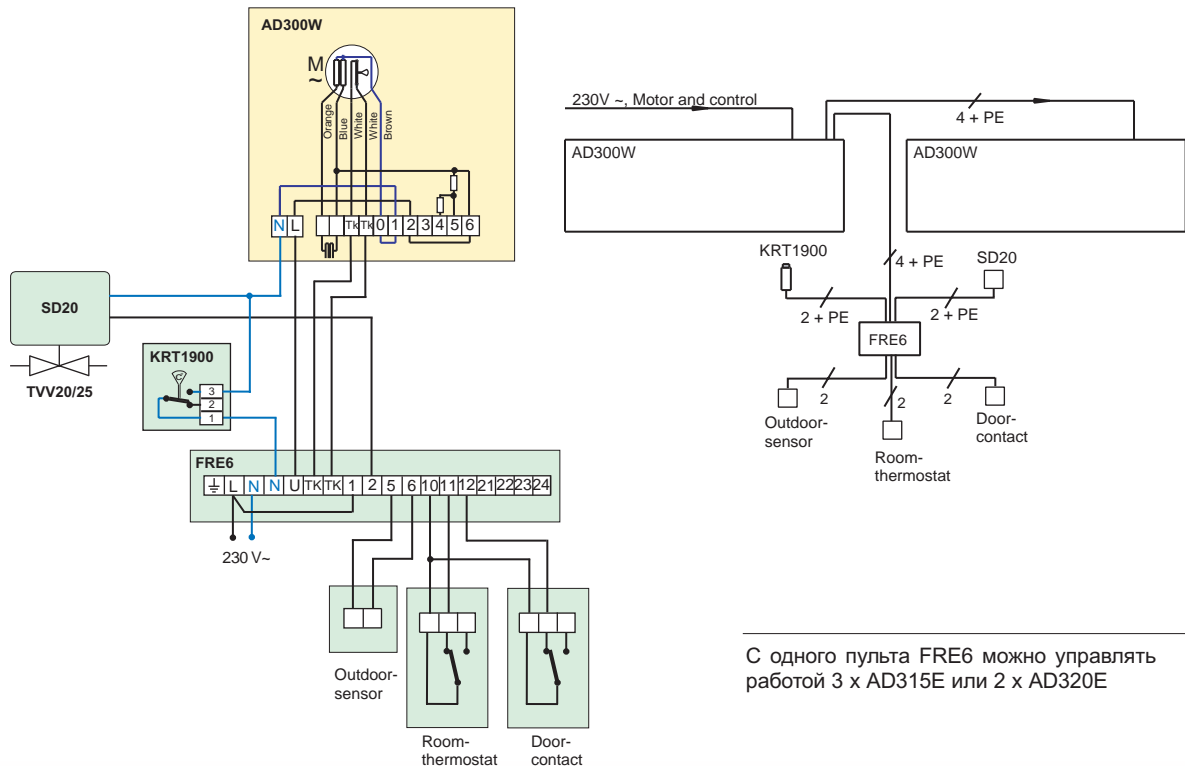 AD300W
M
~
Orange
Blue
White
White
Brown
N L Tk Tk 0 1 2 3 4 5 6
SD20
TVV20/25
KRT1900
C°
3
2
1
FRE6
L N N U TK TK 1 2 5 6 10 11 12 21 22 23 24
230 V~
Outdoor-
sensor
Room-
thermostat
Door-
contact
230V ~, Motor and control
4 + PE
AD300W
AD300W
KRT1900
4 + PE
SD20
2 + PE
2 + PE
FRE6
2
2
2
Outdoor-
sensor
Room-
thermostat
Door-
contact
С одного пульта FRE6 можно управлять
работой 3 x AD315E или 2 x AD320E